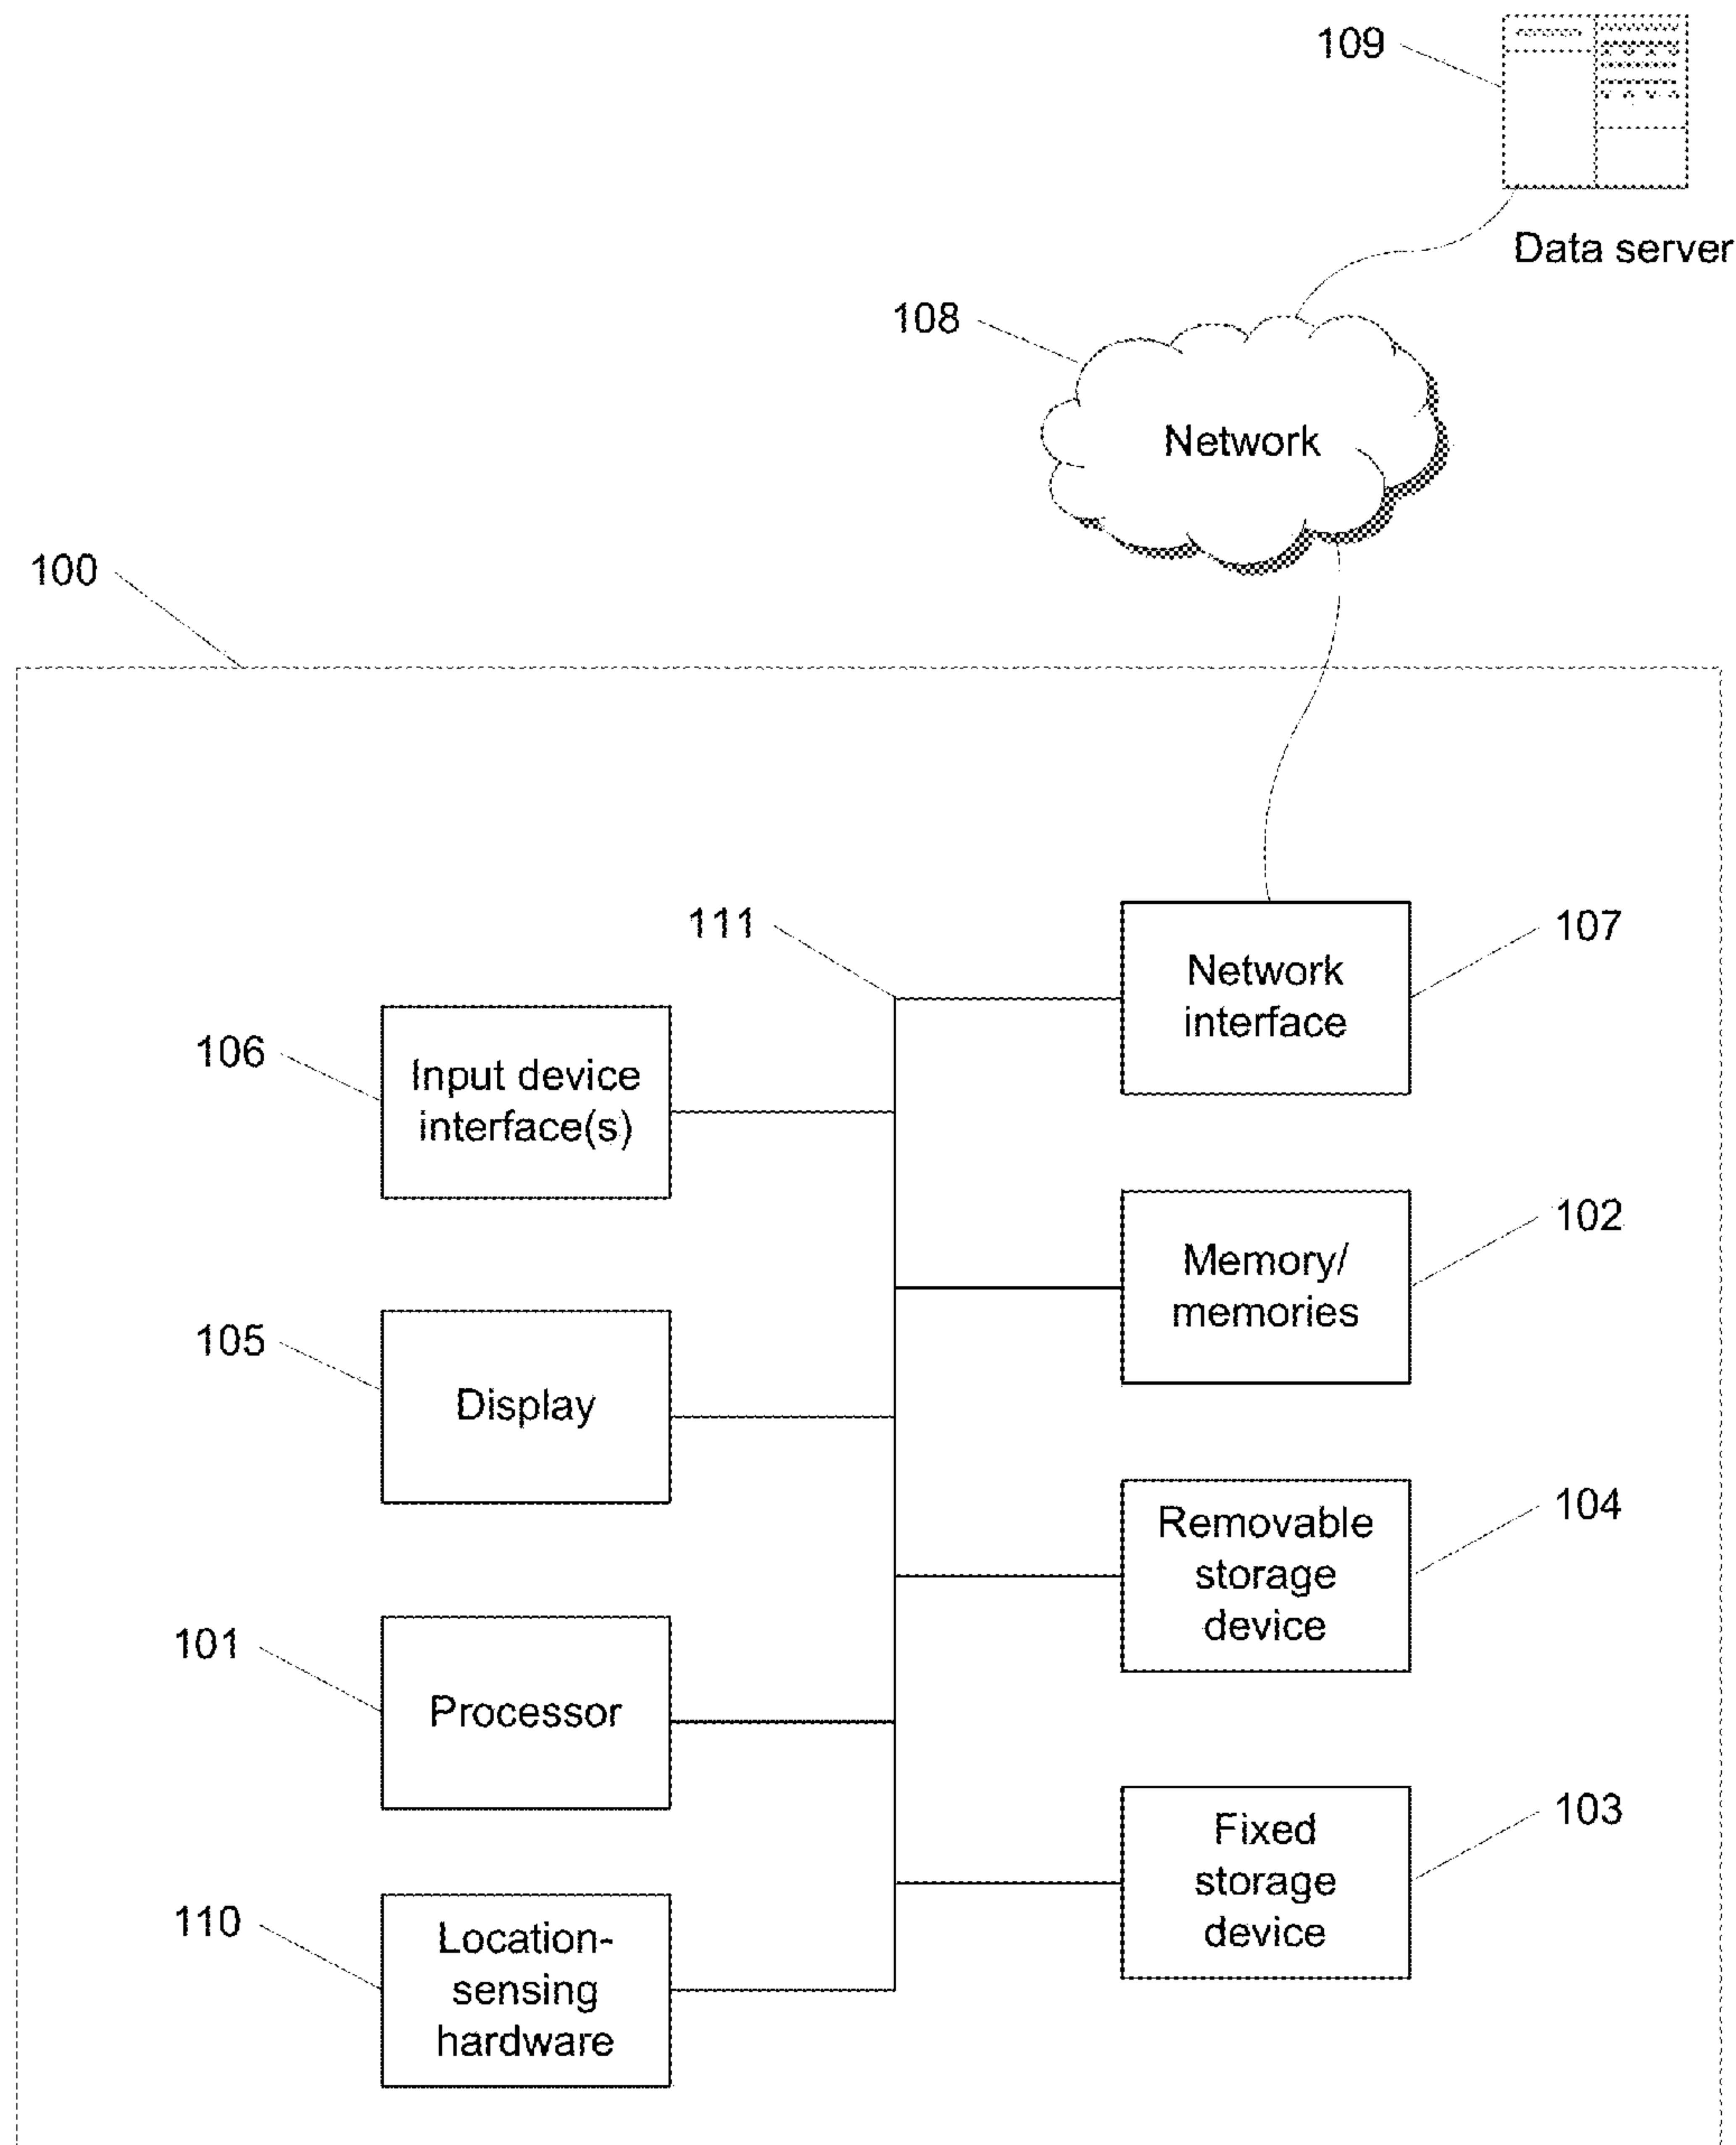 109
Data server
108
Network
100
111
107
Network
interface
106
Input device
interface(s)
102
Memory/
memories
105
Display
104
Removable
storage
device
101
Processor
103
Fixed
storage
device
110
Location-
sensing
hardware